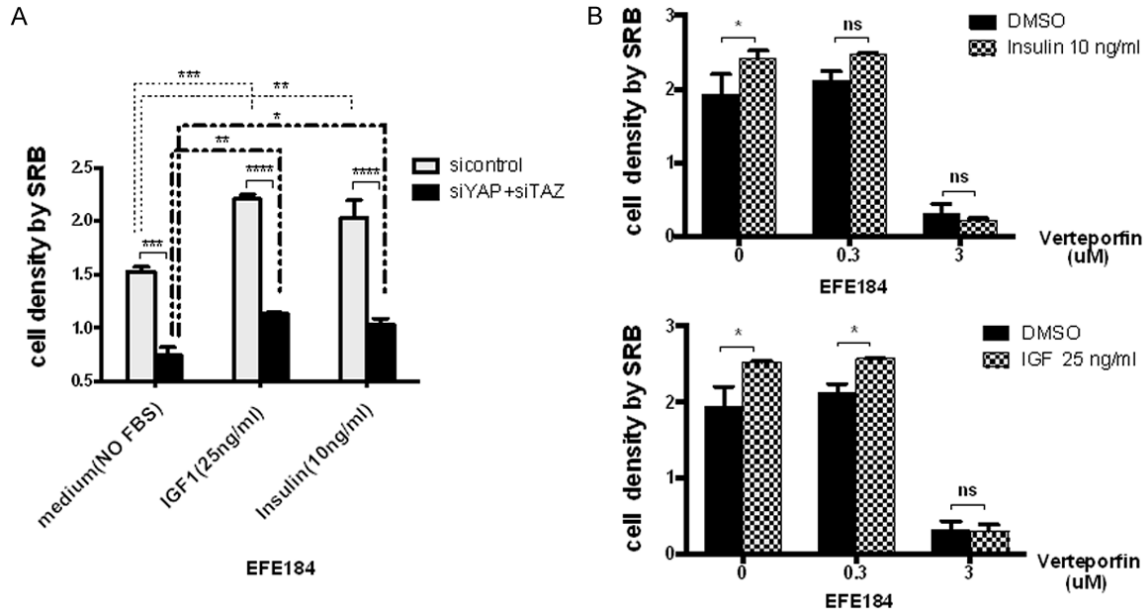 A
***
**
*
**
****
****
***
sicontrol
siYAP+siTAZ
cell density by SRB
2.5
2.0
1.5
1.0
0.5
medium(NO FBS)
IGF1(25ng/ml)
Insulin(10ng/ml)
EFE184
B
DMSO
Insulin 10 ng/ml
cell density by SRB
3
2
1
0
*
ns
ns
0
0.3
3
Verteporfin
(uM)
EFE184
DMSO
IGF 25 ng/ml
cell density by SRB
3
2
1
0
*
*
ns
0
0.3
3
Verteporfin
(uM)
EFE184